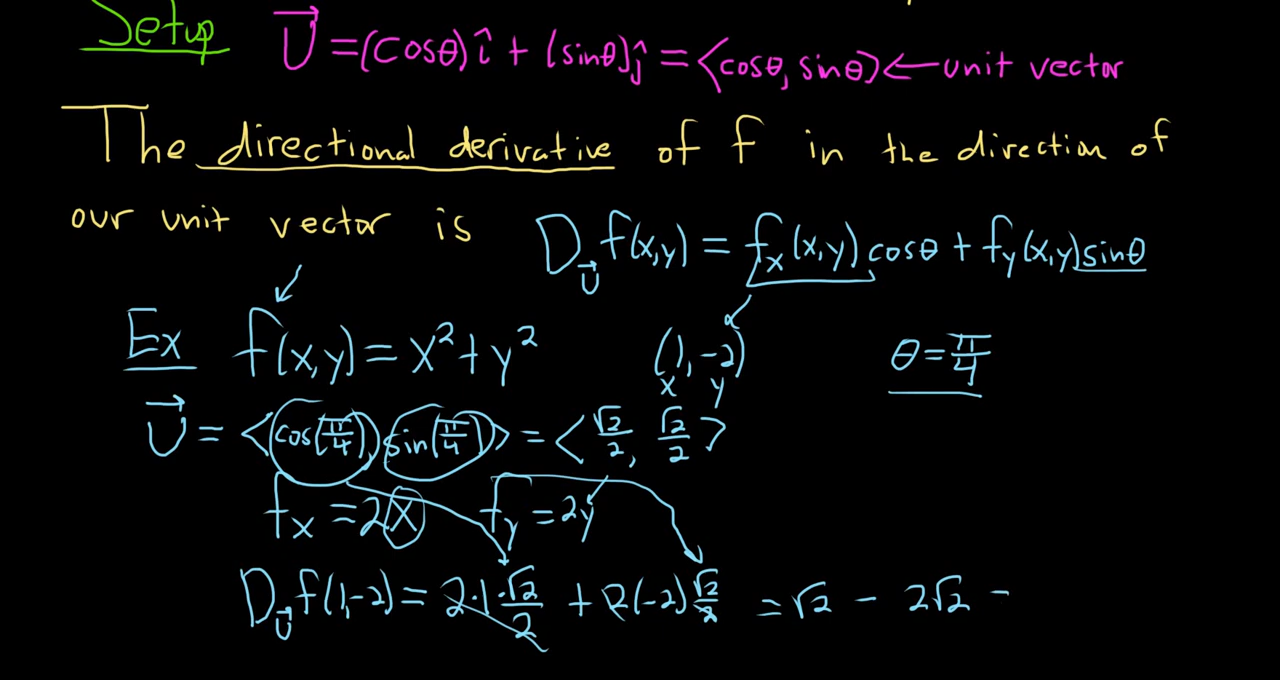 Setup U⃗ = (cosθ) î + (sinθ) ĵ = <cosθ, sinθ> ← unit vector
The directional derivative of f in the direction of
our unit vector is D_U⃗ f(x,y) = f_x(x,y) cosθ + f_y(x,y) sinθ
Ex f(x,y) = x² + y² (1, -2) θ = π/4
x y
U⃗ = <cos(π/4), sin(π/4)> = <√2/2, √2/2>
f_x = 2x f_y = 2y
D_U⃗ f(1,-2) = 2·1·√2/2 + 2(-2)√2/2 = √2 - 2√2 -